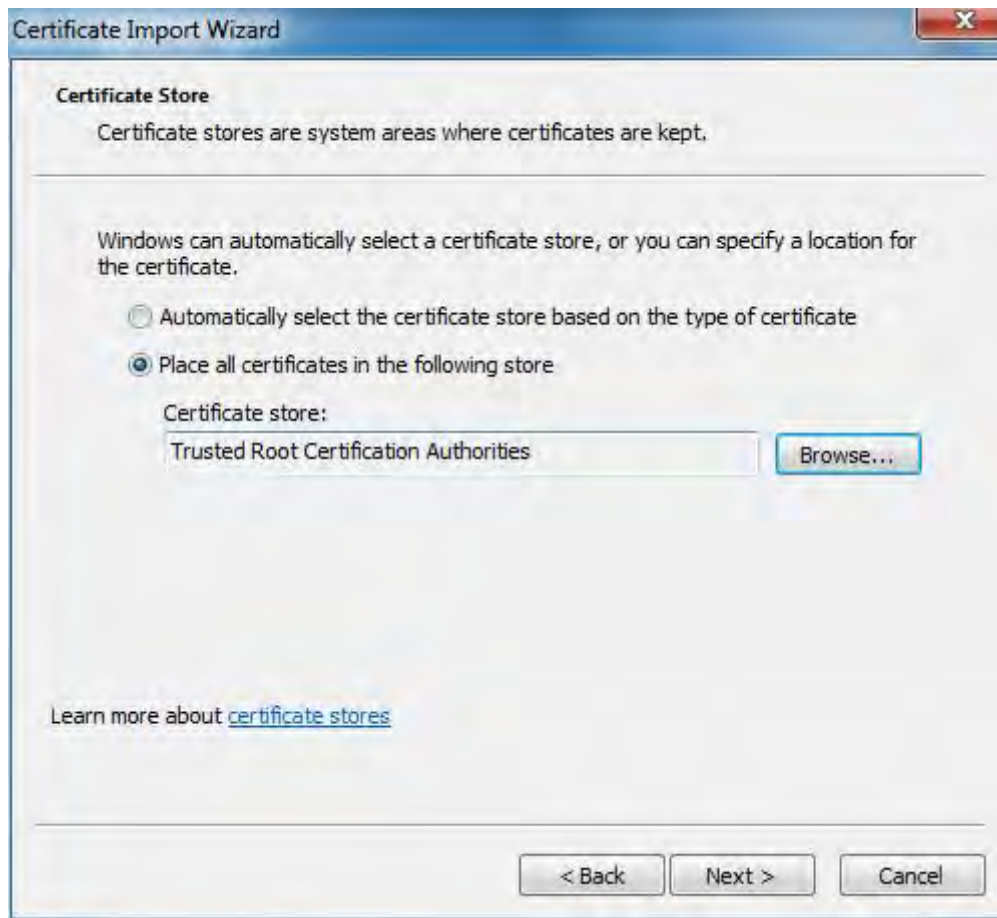 Certificate Import Wizard
Certificate Store
Certificate stores are system areas where certificates are kept.
Windows can automatically select a certificate store, or you can specify a location for
the certificate.
Automatically select the certificate store based on the type of certificate
Place all certificates in the following store
Certificate store:
Trusted Root Certification Authorities
Browse...
Learn more about certificate stores
< Back
Next >
Cancel